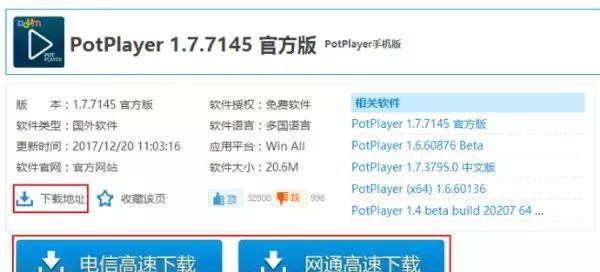 PotPlayer 1.7.7145 官方版 PotPlayer手机版
POT PLAYER
版 本：1.7.7145 官方版 软件授权：免费软件
软件类型：国外软件 软件语言：多国语言
更新时间：2017/12/20 11:03:16 应用平台：Win All
软件官网：官方网站 软件大小：20.6M
下载地址 收藏该页 顶 32800 踩 996
相关软件
PotPlayer 1.7.7145 官方版
PotPlayer 1.6.60876 Beta
PotPlayer 1.7.3795.0 中文版
PotPlayer (x64) 1.6.60136
PotPlayer 1.4 beta build 20207 64 ...
电信高速下载 网通高速下载